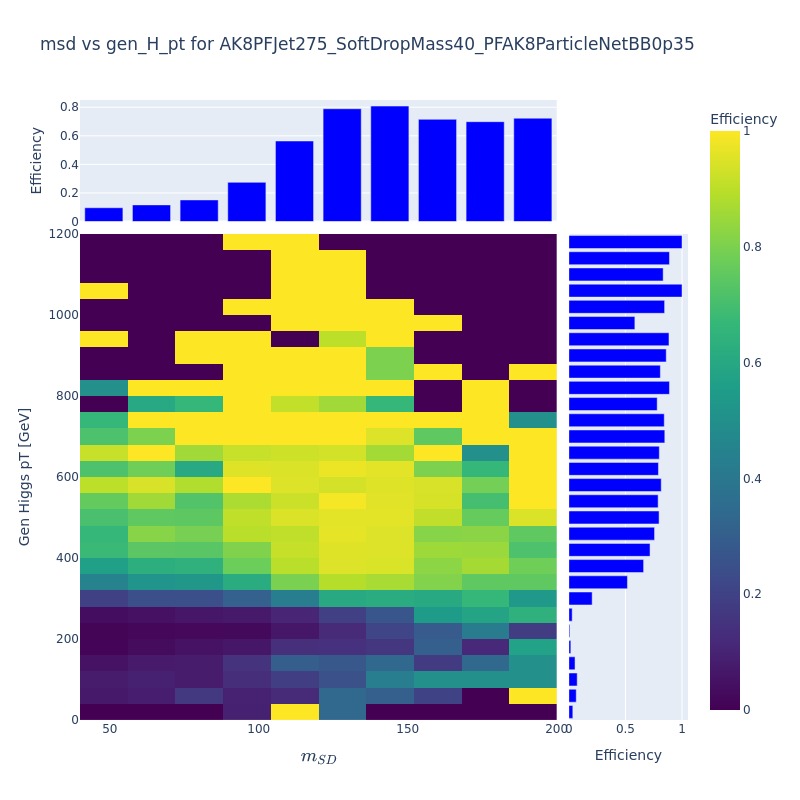 msd vs gen_H_pt for AK8PFJet275_SoftDropMass40_PFAK8ParticleNetBB0p35
Efficiency
0.8
0.6
0.4
0.2
0
Efficiency
1
0.8
0.6
0.4
0.2
0
Gen Higgs pT [GeV]
1200
1000
800
600
400
200
0
50 100 150 200
m_{SD}
0 0.5 1
Efficiency